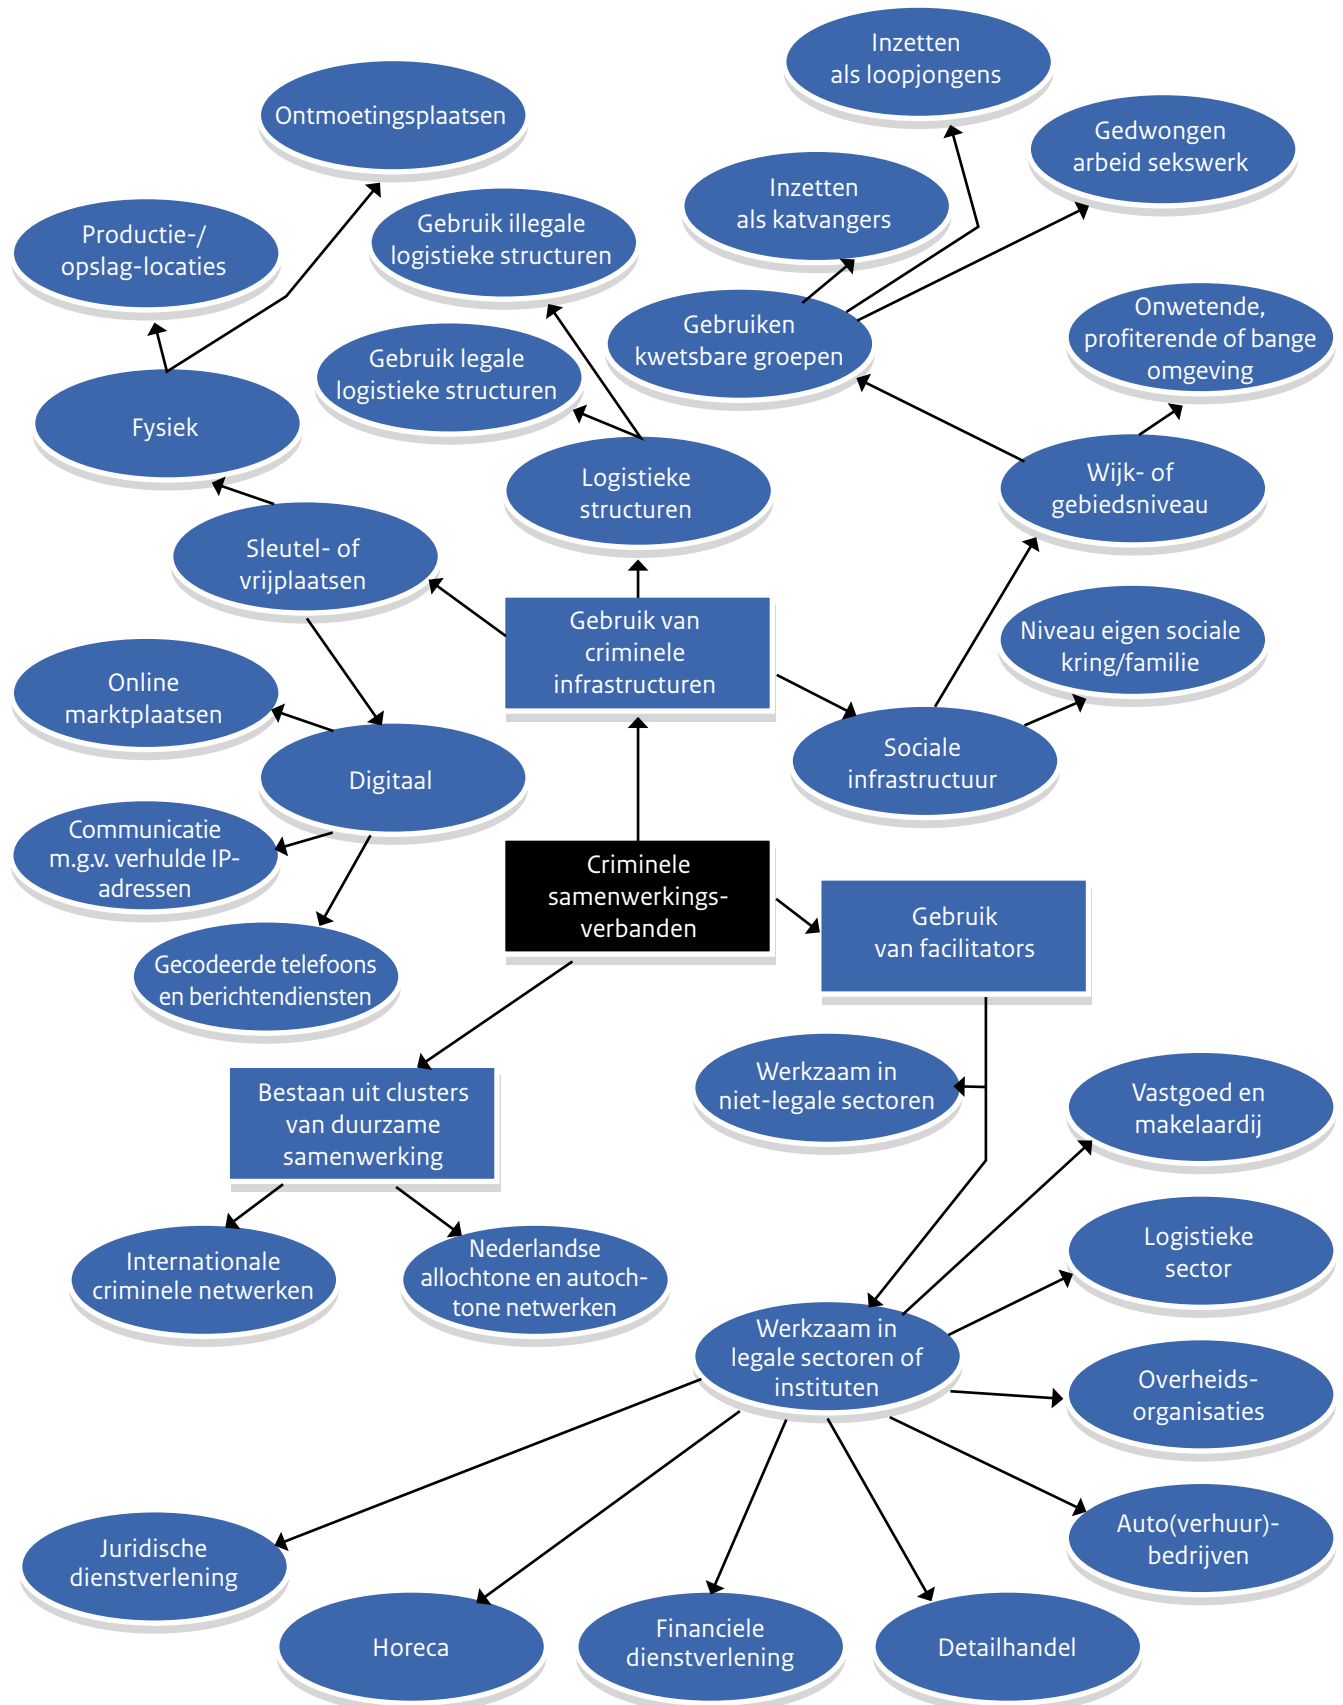 Inzetten
als loopjongens
Ontmoetingsplaatsen
Gedwongen
arbeid sekswerk
Inzetten
als katvangers
Productie-/
opslag-locaties
Gebruik illegale
logistieke structuren
Gebruiken
kwetsbare groepen
Onwetende,
profiterende of bange
omgeving
Gebruik legale
logistieke structuren
Fysiek
Logistieke
structuren
Wijk- of
gebiedsniveau
Sleutel- of
vrijplaatsen
Gebruik van
criminele
infrastructuren
Niveau eigen sociale
kring/familie
Online
marktplaatsen
Digitaal
Sociale
infrastructuur
Communicatie
m.g.v. verhulde IP-
adressen
Criminele
samenwerkings-
verbanden
Gebruik
van facilitators
Gecodeerde telefoons
en berichtendiensten
Bestaan uit clusters
van duurzame
samenwerking
Werkzaam in
niet-legale sectoren
Vastgoed en
makelaardij
Internationale
criminele netwerken
Nederlandse
allochtone en autoch-
tone netwerken
Logistieke
sector
Werkzaam in
legale sectoren of
instituten
Overheids-
organisaties
Auto(verhuur)-
bedrijven
Juridische
dienstverlening
Horeca
Financiele
dienstverlening
Detailhandel